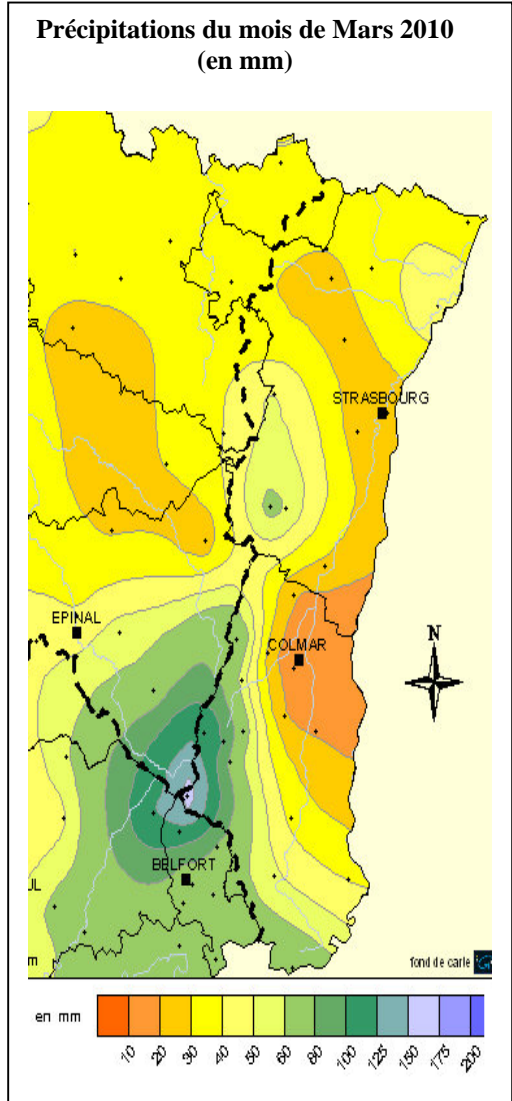 Précipitations du mois de Mars 2010
(en mm)
STRASBOURG
EPINAL
COLMAR
N
BELFORT
UL
m
fond de carte
en mm
10 20 30 40 50 60 80 100 125 150 175 200